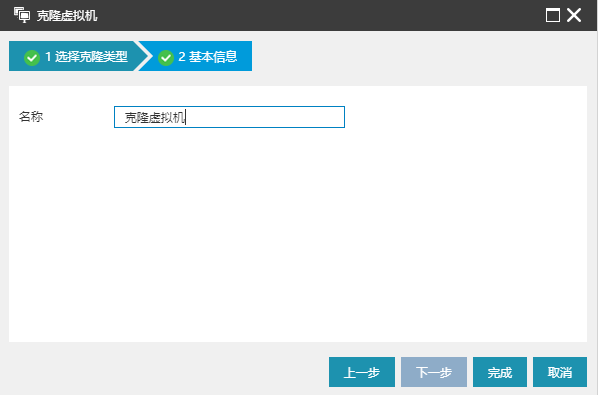 克隆虚拟机
1 选择克隆类型 2 基本信息
名称 克隆虚拟机
上一步 下一步 完成 取消